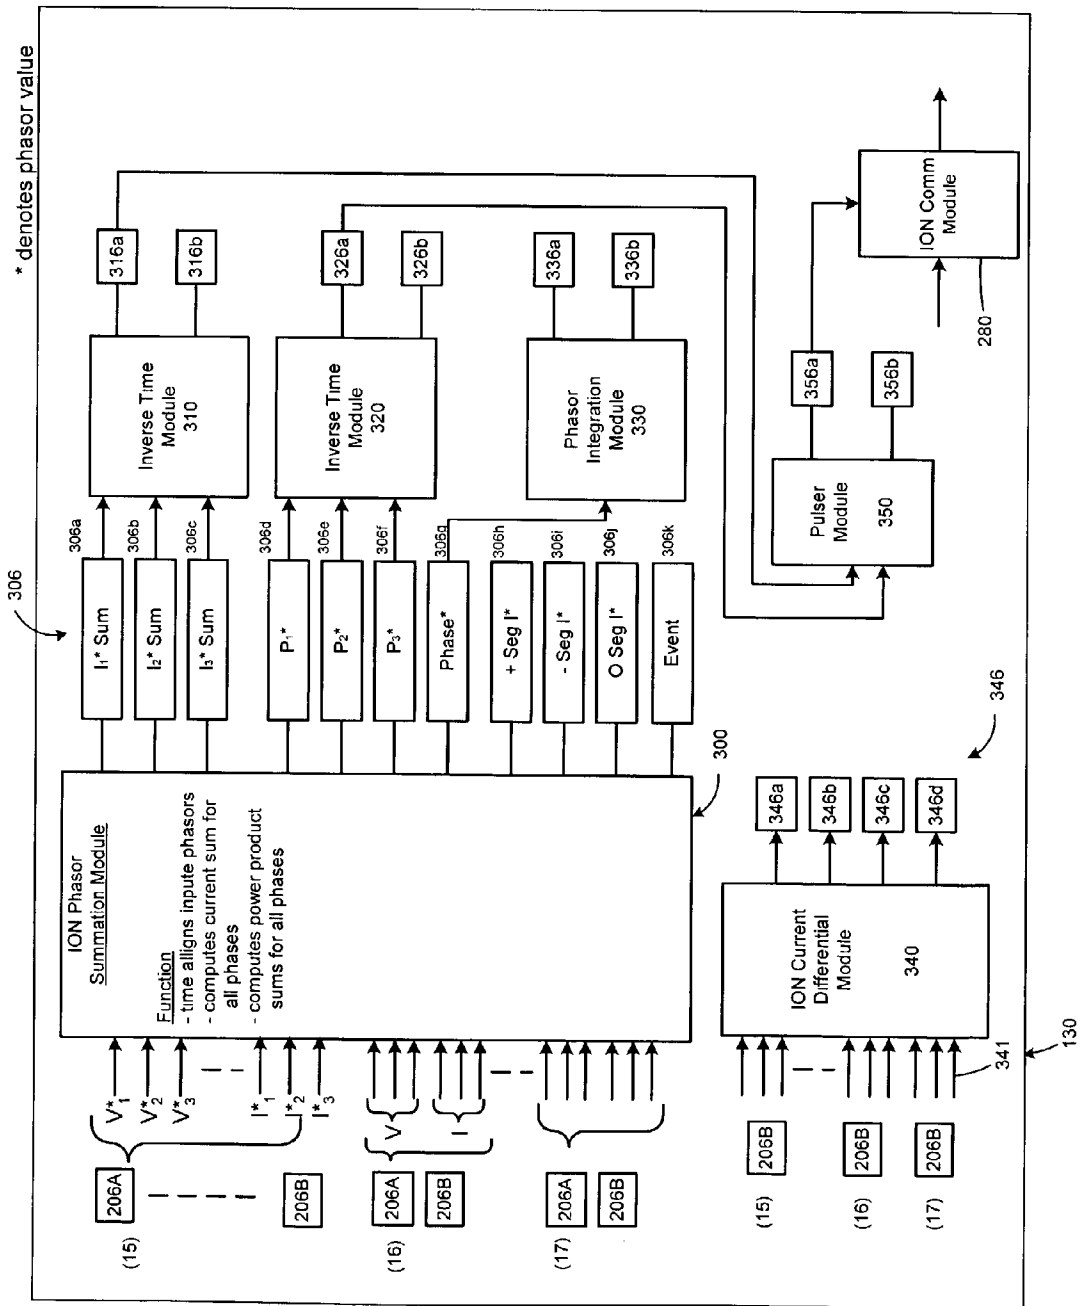 * denotes phasor value
306
(15)
206A
206B
V*1
V*2
V*3
I*1
I*2
I*3
(16)
206A
206B
V
I
(17)
206A
206B
ION Phasor
Summation Module
Function
- time alligns inpute phasors
- computes current sum for
all phases
- computes power product
sums for all phases
300
I1* Sum
306a
I2* Sum
306b
I3* Sum
306c
P1*
306d
P2*
306e
P3*
306f
Phase*
306g
+ Seg I*
306h
- Seg I*
306i
O Seg I*
306j
Event
306k
Inverse Time
Module
310
316a
316b
Inverse Time
Module
320
326a
326b
Phasor
Integration
Module
330
336a
336b
(15)
206B
(16)
206B
(17)
206B
341
130
ION Current
Differential
Module
340
346a
346b
346c
346d
346
Pulser
Module
350
356a
356b
ION Comm
Module
280